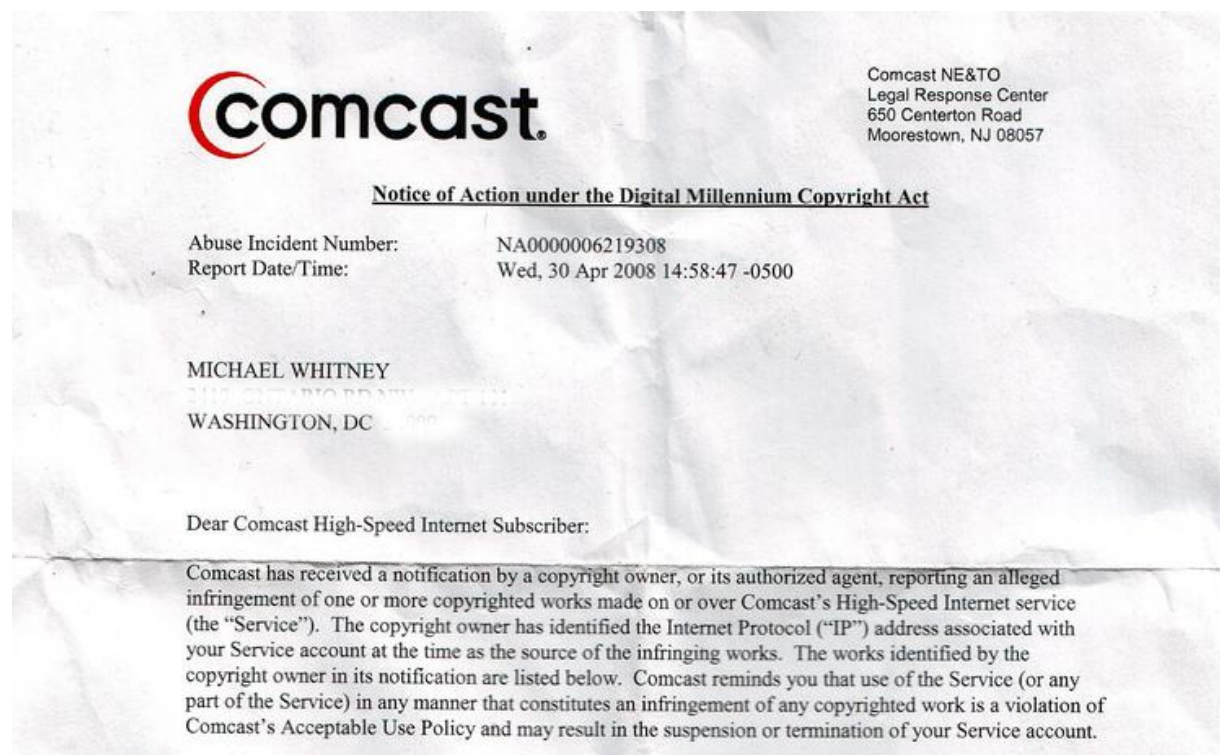 comcast.
Comcast NE&TO
Legal Response Center
650 Centerton Road
Moorestown, NJ 08057
Notice of Action under the Digital Millennium Copyright Act
Abuse Incident Number: NA0000006219308
Report Date/Time: Wed, 30 Apr 2008 14:58:47 -0500
MICHAEL WHITNEY
WASHINGTON, DC
Dear Comcast High-Speed Internet Subscriber:
Comcast has received a notification by a copyright owner, or its authorized agent, reporting an alleged
infringement of one or more copyrighted works made on or over Comcast's High-Speed Internet service
(the “Service”). The copyright owner has identified the Internet Protocol (“IP”) address associated with
your Service account at the time as the source of the infringing works. The works identified by the
copyright owner in its notification are listed below. Comcast reminds you that use of the Service (or any
part of the Service) in any manner that constitutes an infringement of any copyrighted work is a violation of
Comcast's Acceptable Use Policy and may result in the suspension or termination of your Service account.